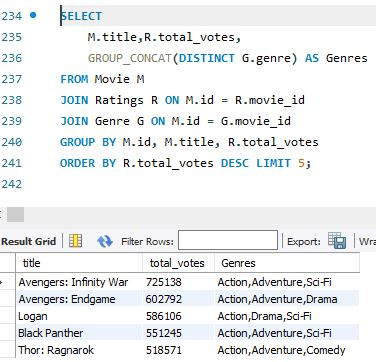 234 SELECT
235 M.title,R.total_votes,
236 GROUP_CONCAT(DISTINCT G.genre) AS Genres
237 FROM Movie M
238 JOIN Ratings R ON M.id = R.movie_id
239 JOIN Genre G ON M.id = G.movie_id
240 GROUP BY M.id, M.title, R.total_votes
241 ORDER BY R.total_votes DESC LIMIT 5;
242
Result Grid Filter Rows: Export: Wrap
title total_votes Genres
Avengers: Infinity War 725138 Action,Adventure,Sci-Fi
Avengers: Endgame 602792 Action,Adventure,Drama
Logan 586106 Action,Drama,Sci-Fi
Black Panther 551245 Action,Adventure,Sci-Fi
Thor: Ragnarok 518571 Action,Adventure,Comedy